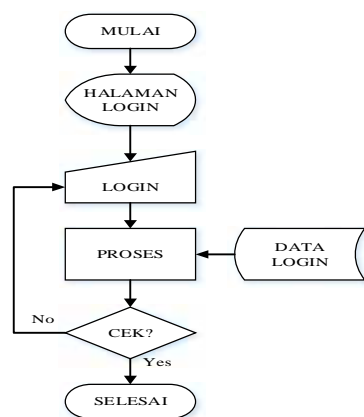 MULAI
HALAMAN
LOGIN
LOGIN
PROSES
DATA
LOGIN
CEK?
No
Yes
SELESAI